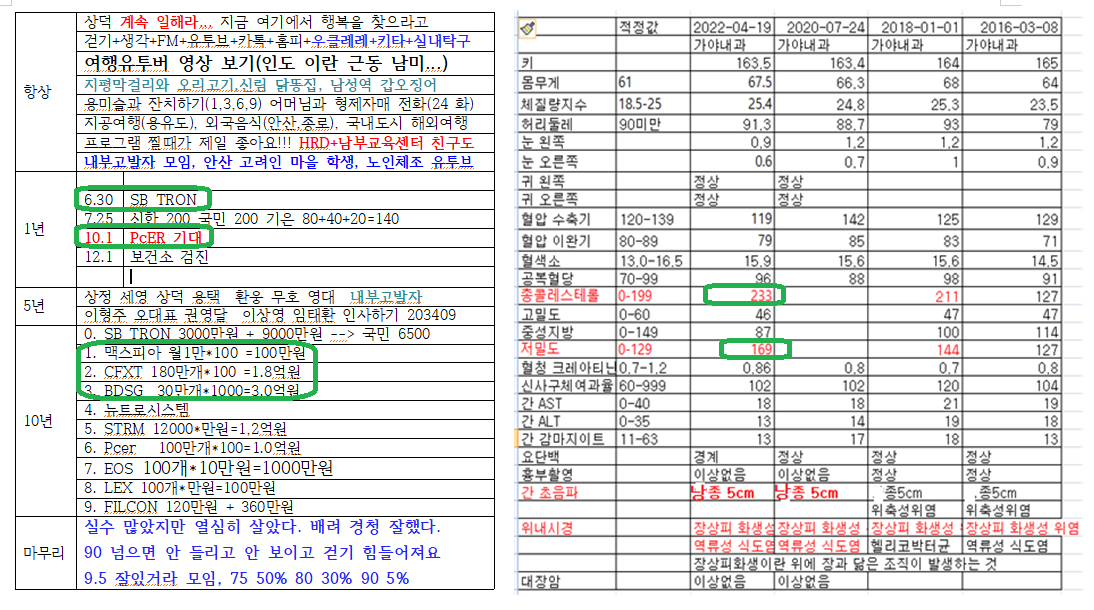 항상
상덕 계속 일해라,.. 지금 여기에서 행복을 찾으라고
걷기+생각+FM+유투브+카톡+홈피+우클레레+키타+실내탁구
여행유투버 영상 보기(인도 이란 근동 남미...)
지평막걸리와 오리고기,신림 닭똥집, 남성역 갑오징어
용미술과 잔치하기(1,3,6,9) 어머님과 형제자매 전화(24 화)
지공여행(용유도), 외국음식(안산,종로), 국내도시 해외여행
프로그램 짤때가 제일 좋아요!!! HRD+남부교육센터 친구도
내부고발자 모임, 안산 고려인 마을 학생, 노인체조 유투브
1년
6.30 SB TRON
7.25 신한 200 국민 200 기은 80+40+20=140
10.1 PcER 기대
12.1 보건소 검진
5년
상정 세영 상덕 용택 환웅 무호 영대 내부고발자
이형주 오대표 권영달 이상영 임태환 인사하기 203409
10년
0. SB TRON 3000만원 + 9000만원 --> 국민 6500
1. 맥스피아 월1만*100 =100만원
2. CFXT 180만개*100 =1.8억원
3. BDSG 30만개*1000=3.0억원
4. 뉴트로시스템
5. STRM 12000*만원=1,2억원
6. Pcer 100만개*100=1.0억원
7. EOS 100개*10만원=1000만원
8. LEX 100개*만원=100만원
9. FILCON 120만원 + 360만원
마무리
실수 많았지만 열심히 살았다. 배려 경청 잘했다.
90 넘으면 안 들리고 안 보이고 걷기 힘들어져요
9.5 잘있거라 모임, 75 50% 80 30% 90 5%
적정값 2022-04-19 2020-07-24 2018-01-01 2016-03-08
가야내과 가야내과 가야내과
키 163.5 163.4 164 165
몸무게 61 67.5 66.3 68 64
체질량지수 18.5-25 25.4 24.8 25.3 23.5
허리둘레 90미만 91.3 88.7 93 79
눈 왼쪽 0.9 1.2 1.2 1.2
눈 오른쪽 0.6 0.7 1 0.9
귀 왼쪽 정상 정상
귀 오른쪽 정상 정상
혈압 수축기 120-139 119 142 125 129
혈압 이완기 80-89 79 85 83 71
혈색소 13.0-16.5 15.9 15.6 15.6 14.5
공복혈당 70-99 96 88 98 91
총콜레스테롤 0-199 233 211 127
고밀도 0-60 46 47 47
중성지방 0-149 87 100 114
저밀도 0-129 169 144 127
혈청 크레아티닌 0.7-1.2 0.86 0.8 0.7 0.8
신사구체여과율 60-999 102 102 120 104
간 AST 0-40 18 18 21 19
간 ALT 0-35 13 14 19 18
간 감마지이트 11-63 13 17 18 13
요단백 경계 정상 정상 정상
흉부촬영 이상없음 이상없음 정상 정상
간 초음파 낭종 5cm 낭종 5cm 종5cm 종5cm
위축성위염 위축성위염
위내시경 장상피 화생성 장상피 화생성 장상피 화생성 장상피 화생성 위염
역류성 식도염 역류성 식도염 헬리코박터균 역류성 식도염
장상피화생이란 위에 장과 닮은 조직이 발생하는 것
대장암 이상없음 이상없음